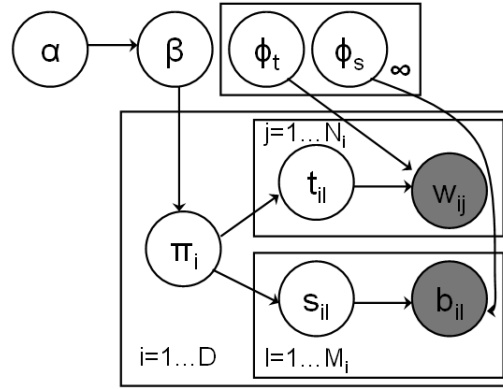 α β ϕt ϕs ∞
j=1...Ni
til wij
πi
sil bil
i=1...D l=1...Mi